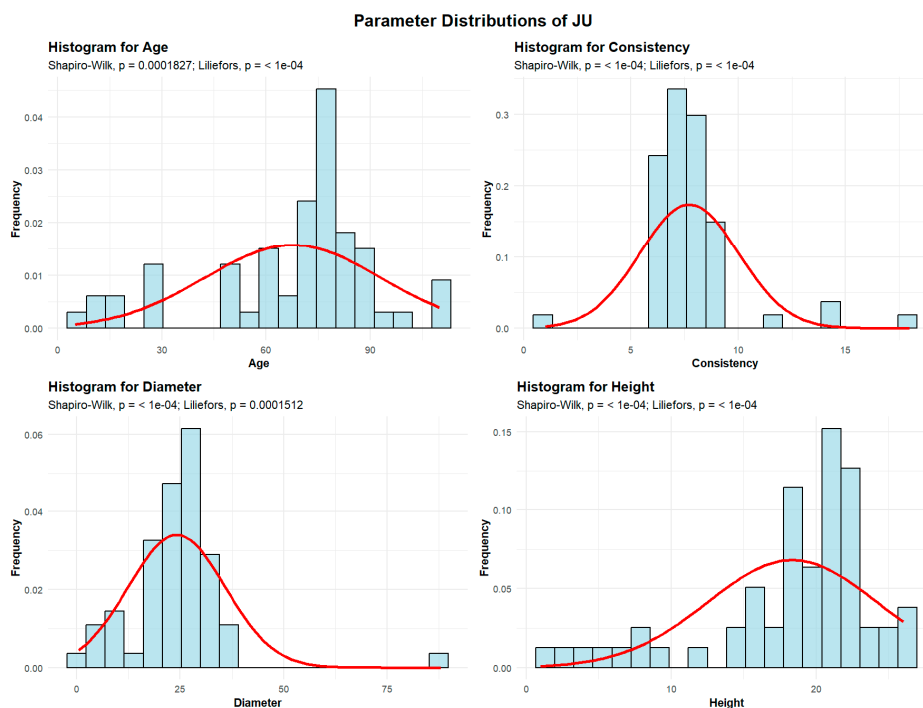 Parameter Distributions of JU
Histogram for Age
Shapiro-Wilk, p = 0.0001827; Liliefors, p = < 1e-04
0.04
0.03
0.02
0.01
0.00
Frequency
0 60 90
Age
Histogram for Consistency
Shapiro-Wilk, p = < 1e-04; Liliefors, p = < 1e-04
0.3
0.2
0.1
0.0
Frequency
0 5 10 15
Consistency
Histogram for Diameter
Shapiro-Wilk, p = < 1e-04; Liliefors, p = 0.0001512
0.06
0.04
0.02
0.00
Frequency
0 25 50 75
Diameter
Histogram for Height
Shapiro-Wilk, p = < 1e-04; Liliefors, p = < 1e-04
0.15
0.10
0.05
0.00
Frequency
0 10 20
Height